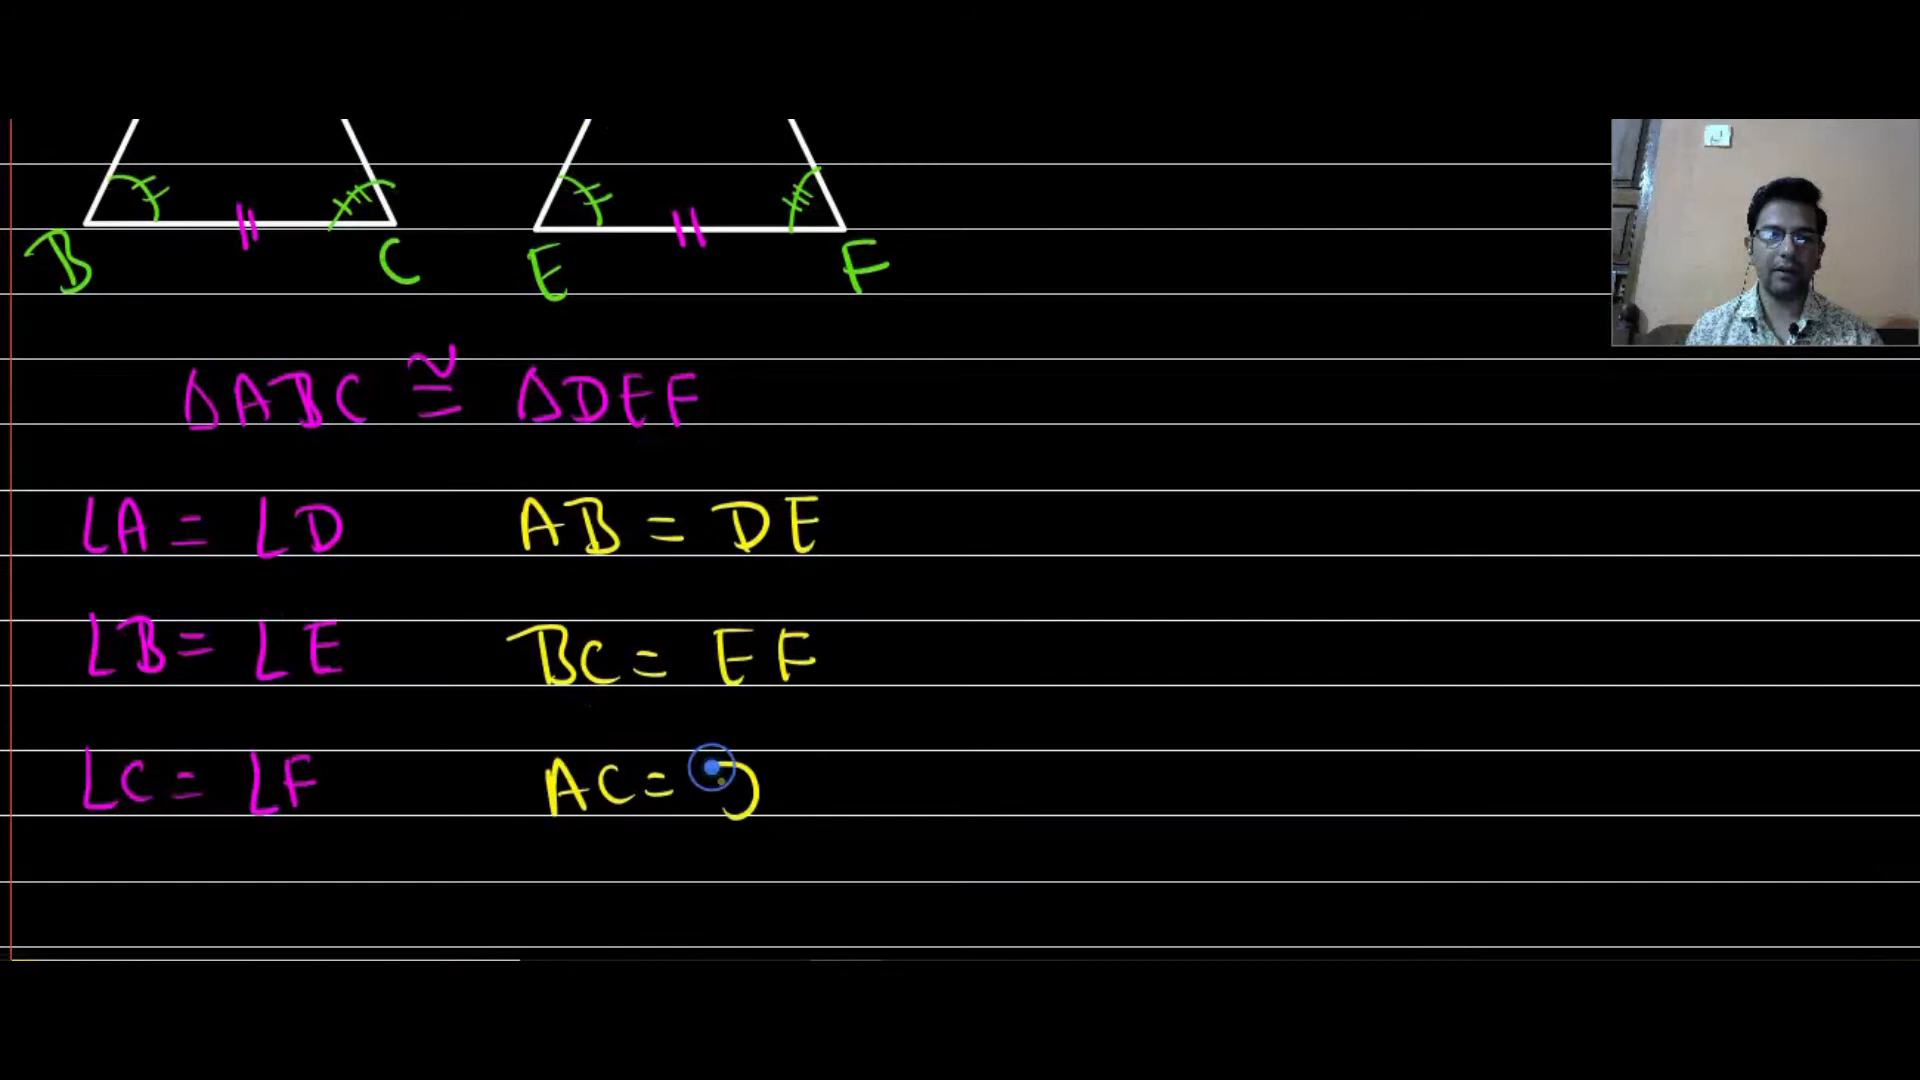 B C E F
ΔABC ≅ ΔDEF
∠A = ∠D AB = DE
∠B = ∠E BC = EF
∠C = ∠F AC =